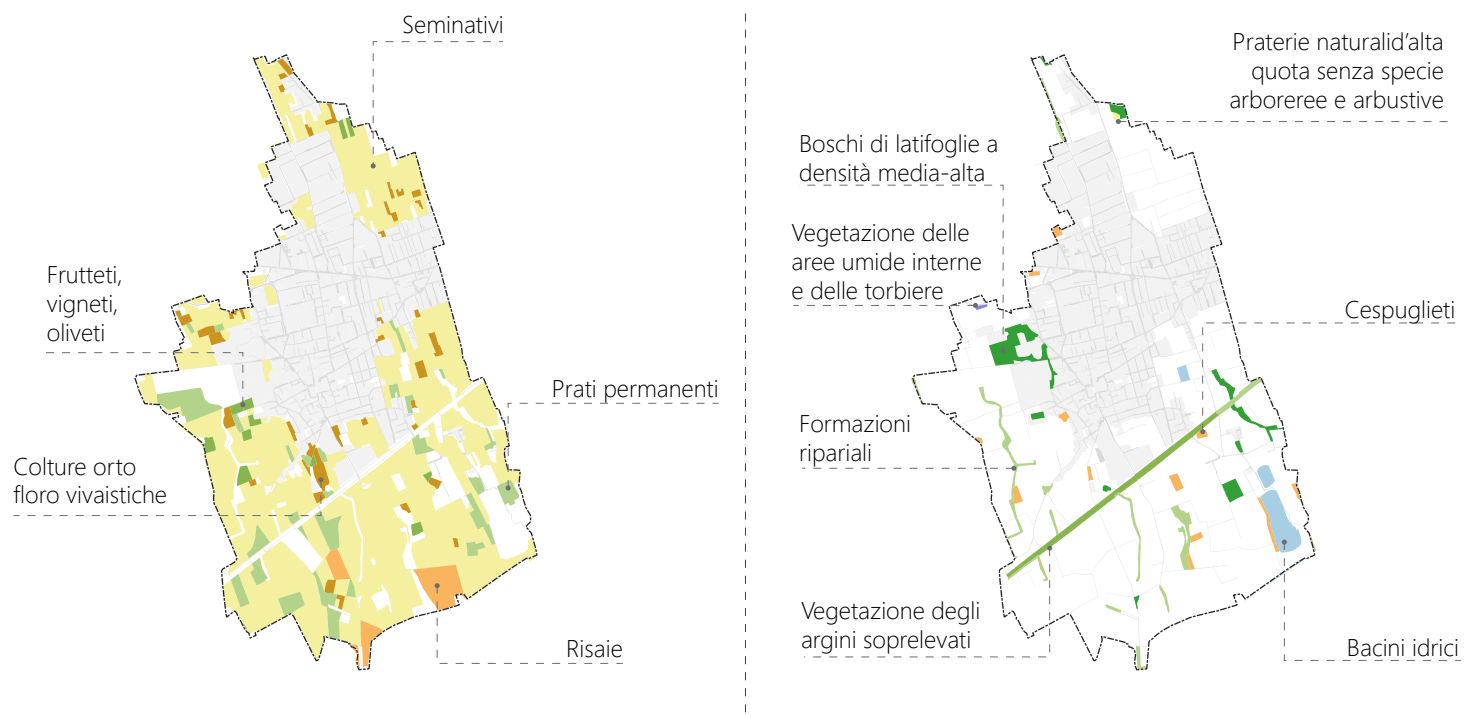 Seminativi
Frutteti,
vigneti,
oliveti
Prati permanenti
Colture orto
floro vivaistiche
Risaie
Praterie naturalid’alta
quota senza specie
arboreree e arbustive
Boschi di latifoglie a
densità media-alta
Vegetazione delle
aree umide interne
e delle torbiere
Cespuglieti
Formazioni
ripariali
Vegetazione degli
argini soprelevati
Bacini idrici